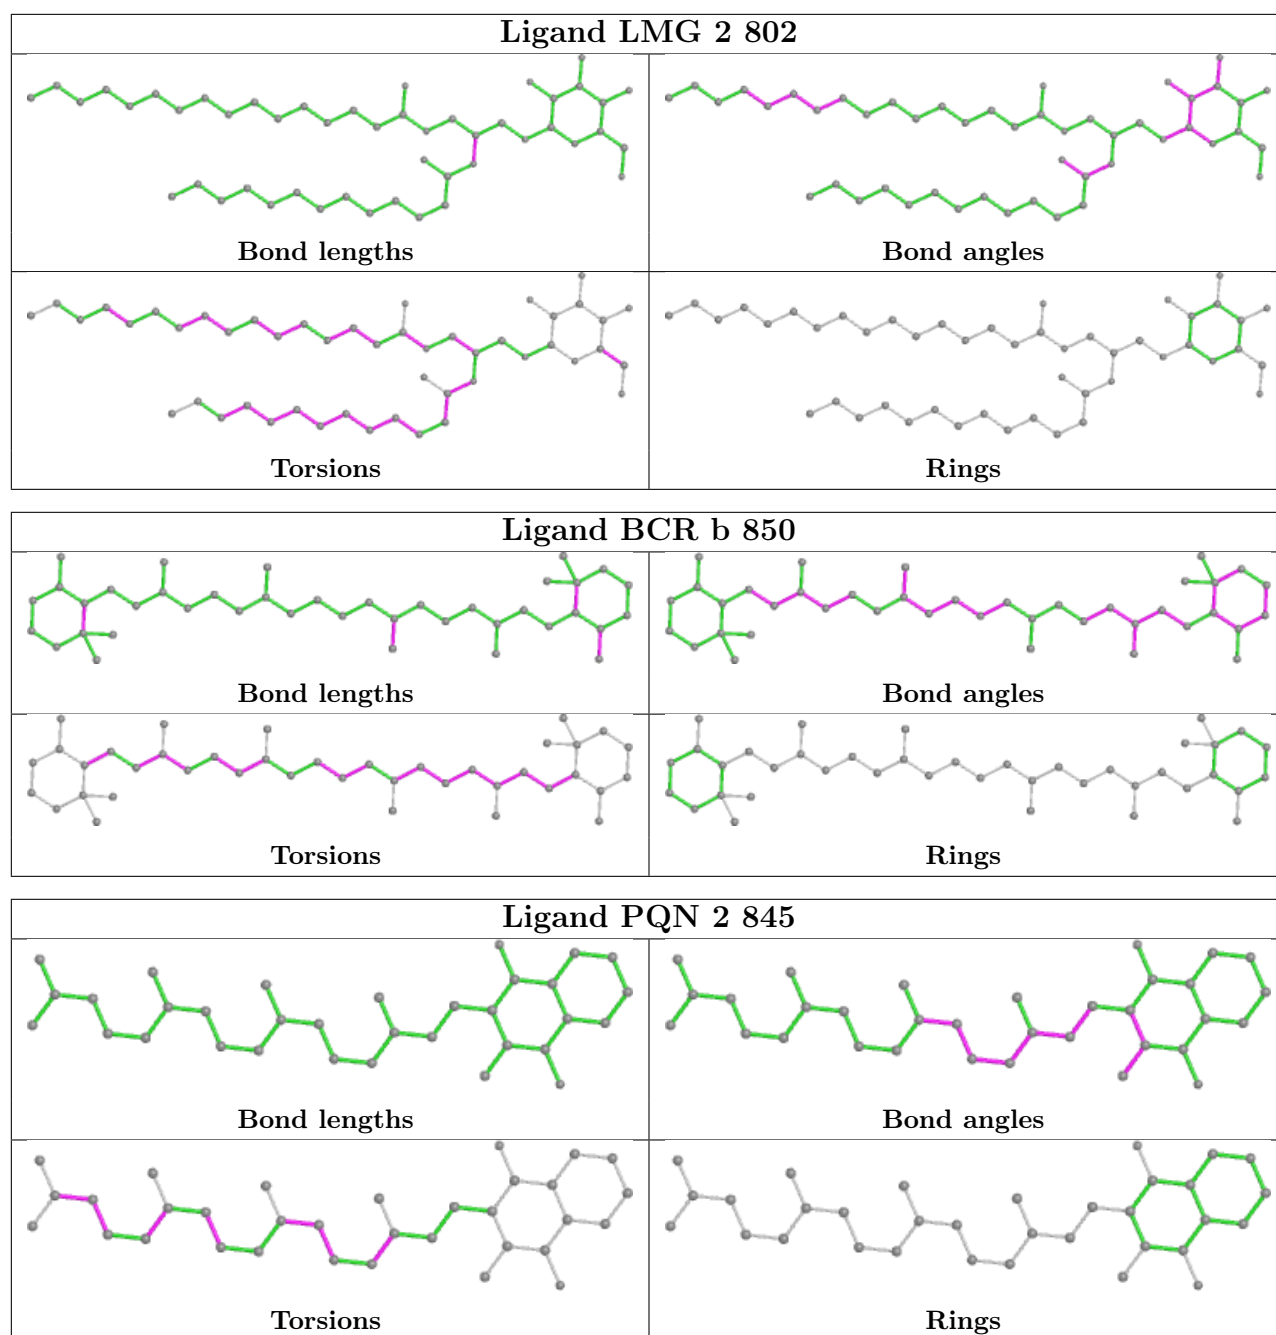 Ligand LMG 2 802
Bond lengths
Bond angles
Torsions
Rings
Ligand BCR b 850
Bond lengths
Bond angles
Torsions
Rings
Ligand PQN 2 845
Bond lengths
Bond angles
Torsions
Rings